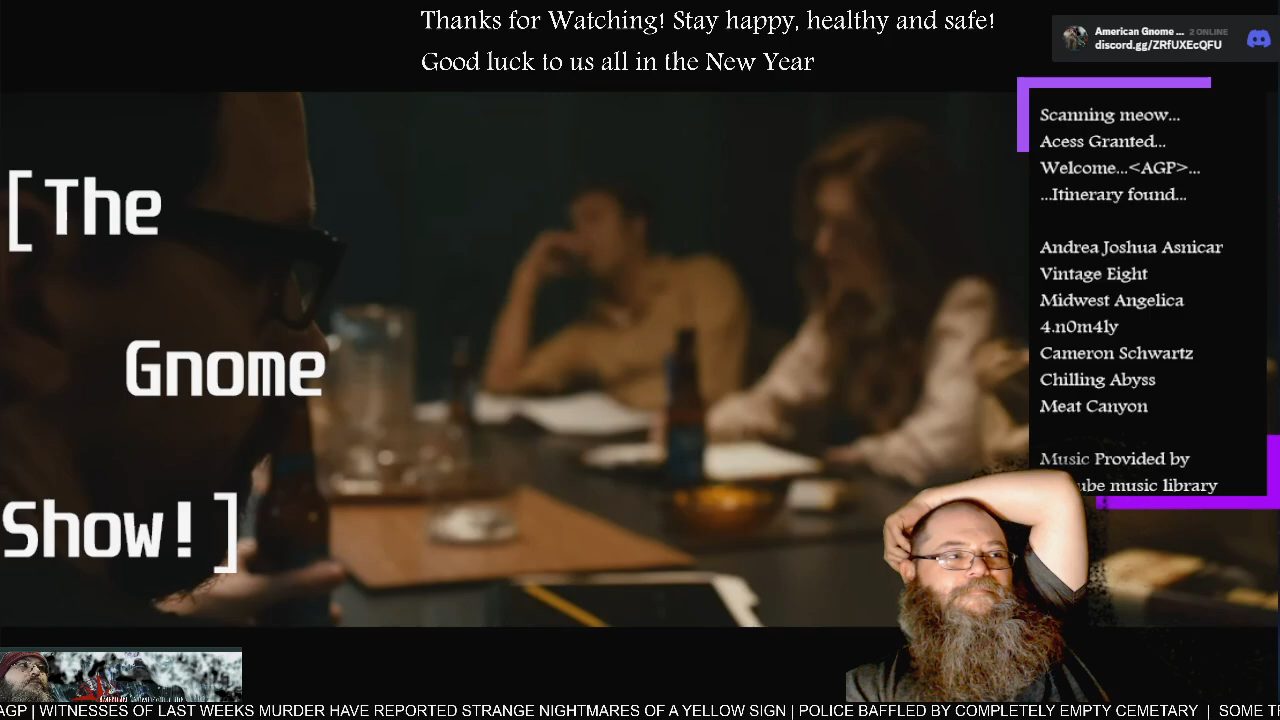 Thanks for Watching! Stay happy, healthy and safe!
Good luck to us all in the New Year
American Gnome ... 2 ONLINE
discord.gg/ZRfUXEcQFU
Scanning meow...
Acess Granted...
Welcome...<AGP>...
...Itinerary found...
Andrea Joshua Asnicar
Vintage Eight
Midwest Angelica
4.n0m4ly
Cameron Schwartz
Chilling Abyss
Meat Canyon
Music Provided by
ube music library
[The
Gnome
Show!]
AGP | WITNESSES OF LAST WEEKS MURDER HAVE REPORTED STRANGE NIGHTMARES OF A YELLOW SIGN | POLICE BAFFLED BY COMPLETELY EMPTY CEMETARY | SOME